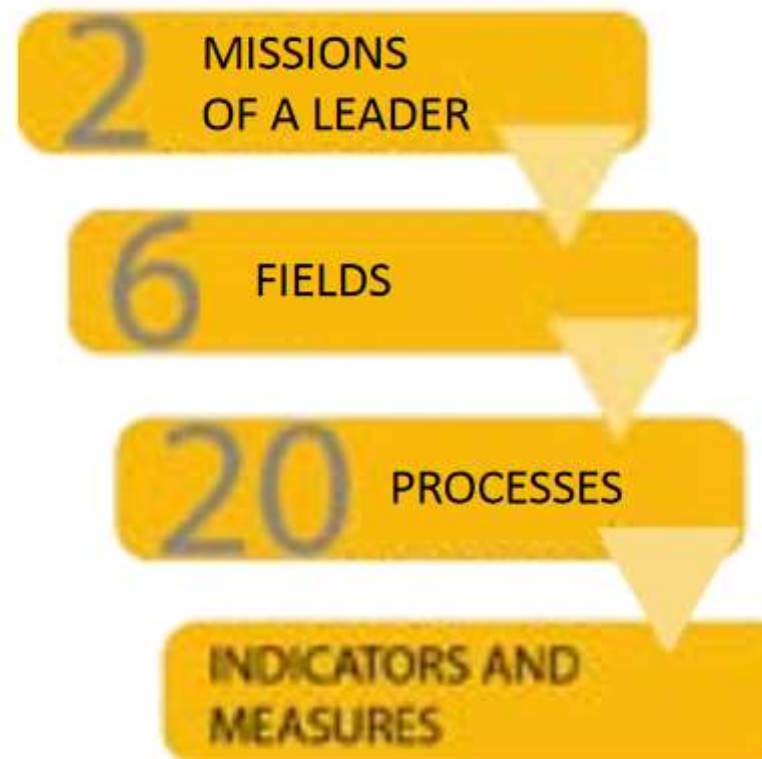 2 MISSIONS
OF A LEADER
6 FIELDS
20 PROCESSES
INDICATORS AND
MEASURES